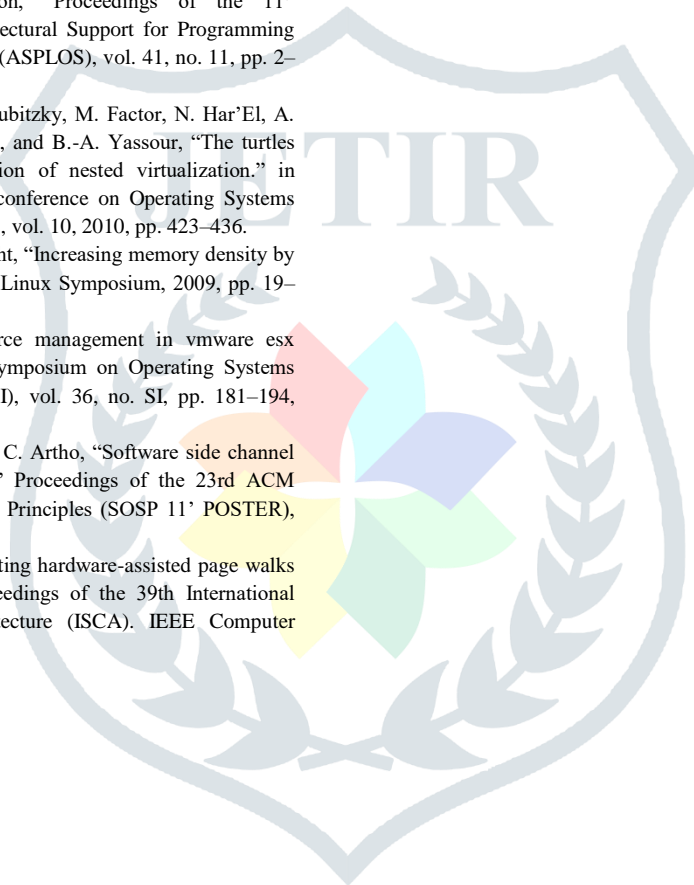 on,” Proceedings of the 11
ectural Support for Programming
(ASPLOS), vol. 41, no. 11, pp. 2–
ubitzky, M. Factor, N. Har’El, A.
, and B.-A. Yassour, “The turtles
ion of nested virtualization.” in
conference on Operating Systems
, vol. 10, 2010, pp. 423–436.
nt, “Increasing memory density by
Linux Symposium, 2009, pp. 19–
rce management in vmware esx
ymposium on Operating Systems
I), vol. 36, no. SI, pp. 181–194,
C. Artho, “Software side channel
’ Proceedings of the 23rd ACM
Principles (SOSP 11’ POSTER),
ting hardware-assisted page walks
eedings of the 39th International
tecture (ISCA). IEEE Computer
JETIR